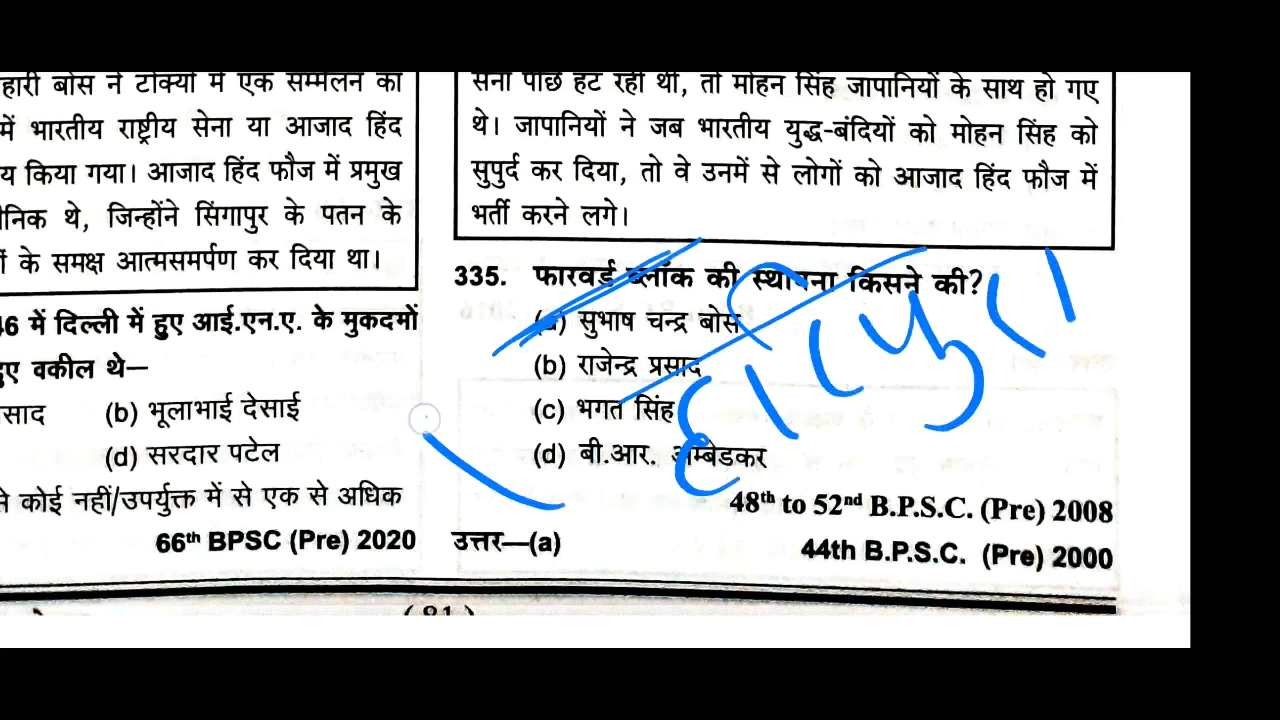 हारी बोस ने टोक्यो में एक सम्मेलन का
में भारतीय राष्ट्रीय सेना या आजाद हिंद
य किया गया। आजाद हिंद फौज में प्रमुख
निक थे, जिन्होंने सिंगापुर के पतन के
के समक्ष आत्मसमर्पण कर दिया था।
46 में दिल्ली में हुए आई.एन.ए. के मुकदमों
हुए वकील थे—
साद (b) भूलाभाई देसाई
(d) सरदार पटेल
से कोई नहीं/उपर्युक्त में से एक से अधिक
66th BPSC (Pre) 2020
सेना पीछे हट रही थी, तो मोहन सिंह जापानियों के साथ हो गए
थे। जापानियों ने जब भारतीय युद्ध-बंदियों को मोहन सिंह को
सुपुर्द कर दिया, तो वे उनमें से लोगों को आजाद हिंद फौज में
भर्ती करने लगे।
335. फारवर्ड ब्लॉक की स्थापना किसने की?
(a) सुभाष चन्द्र बोस
(b) राजेन्द्र प्रसाद
(c) भगत सिंह
(d) बी.आर. अम्बेडकर
48th to 52nd B.P.S.C. (Pre) 2008
उत्तर—(a) 44th B.P.S.C. (Pre) 2000
(81)